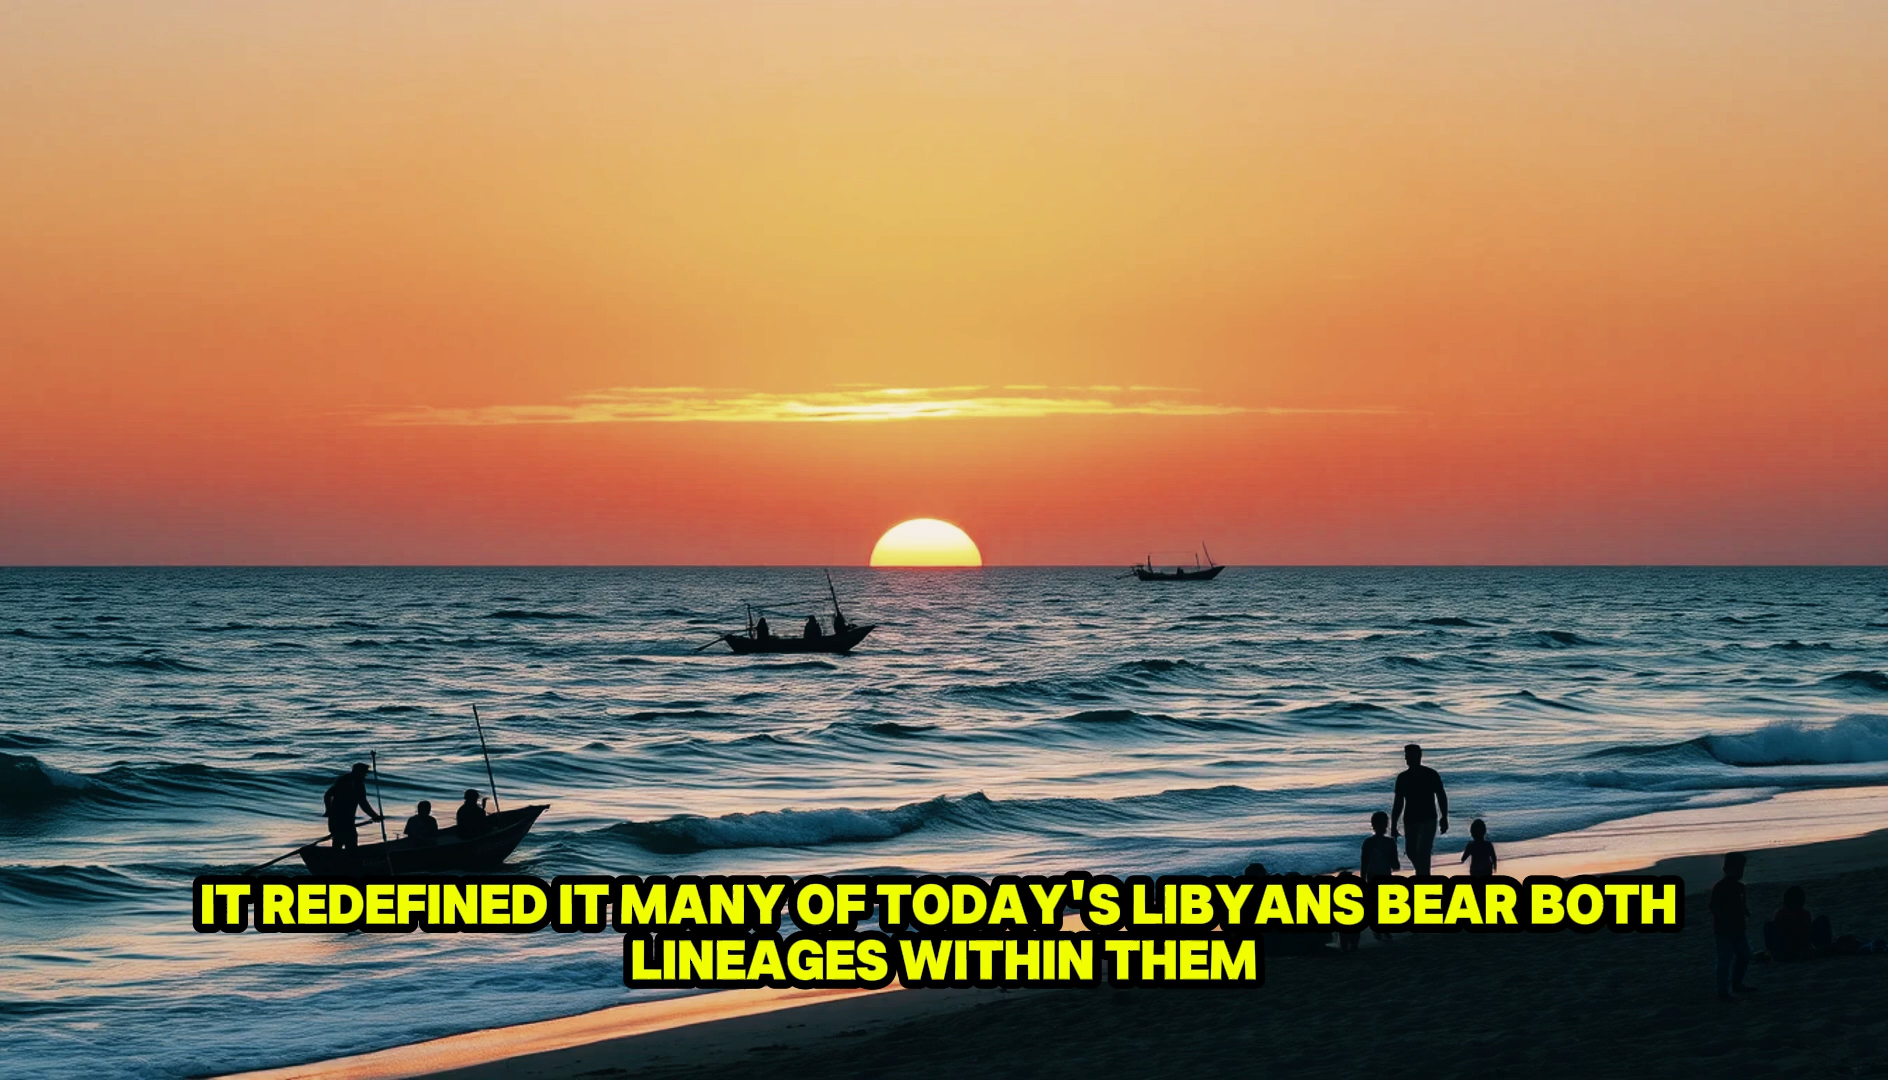 IT REDEFINED IT MANY OF TODAY'S LIBYANS BEAR BOTH
LINEAGES WITHIN THEM